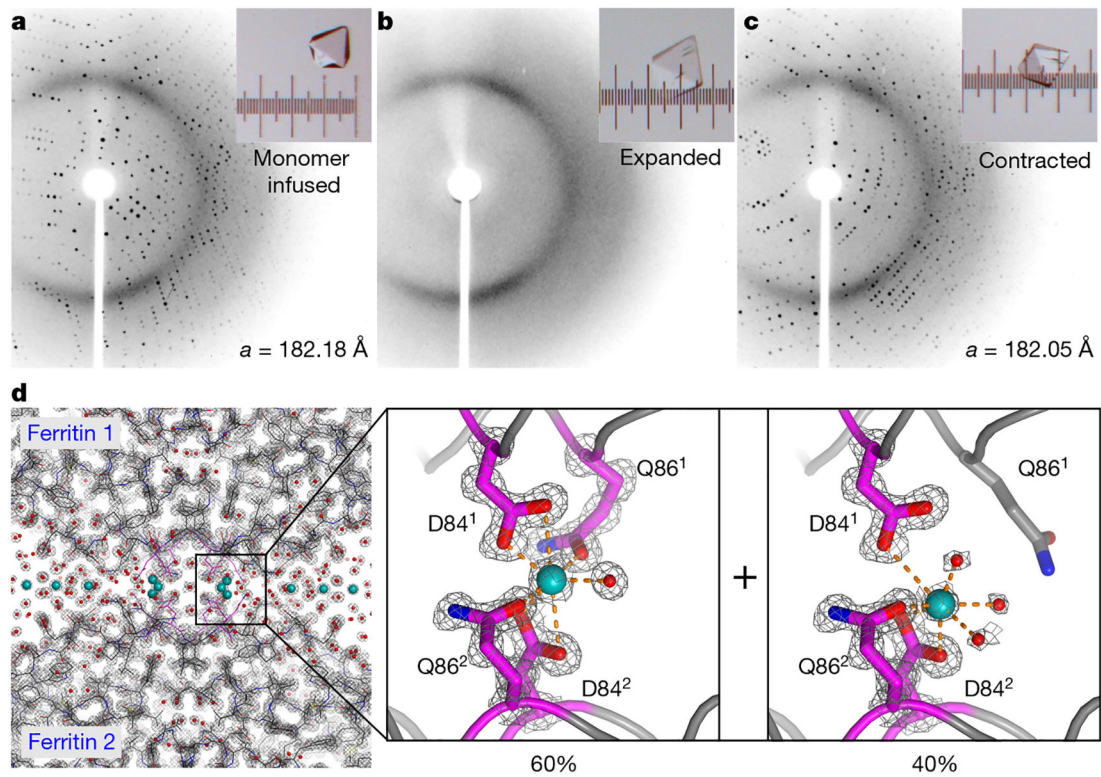 a
b
c
Monomer
infused
Expanded
Contracted
a = 182.18 Å
a = 182.05 Å
d
Ferritin 1
Ferritin 2
Q86¹
D84¹
Q86²
D84²
60%
+
Q86¹
D84¹
Q86²
D84²
40%